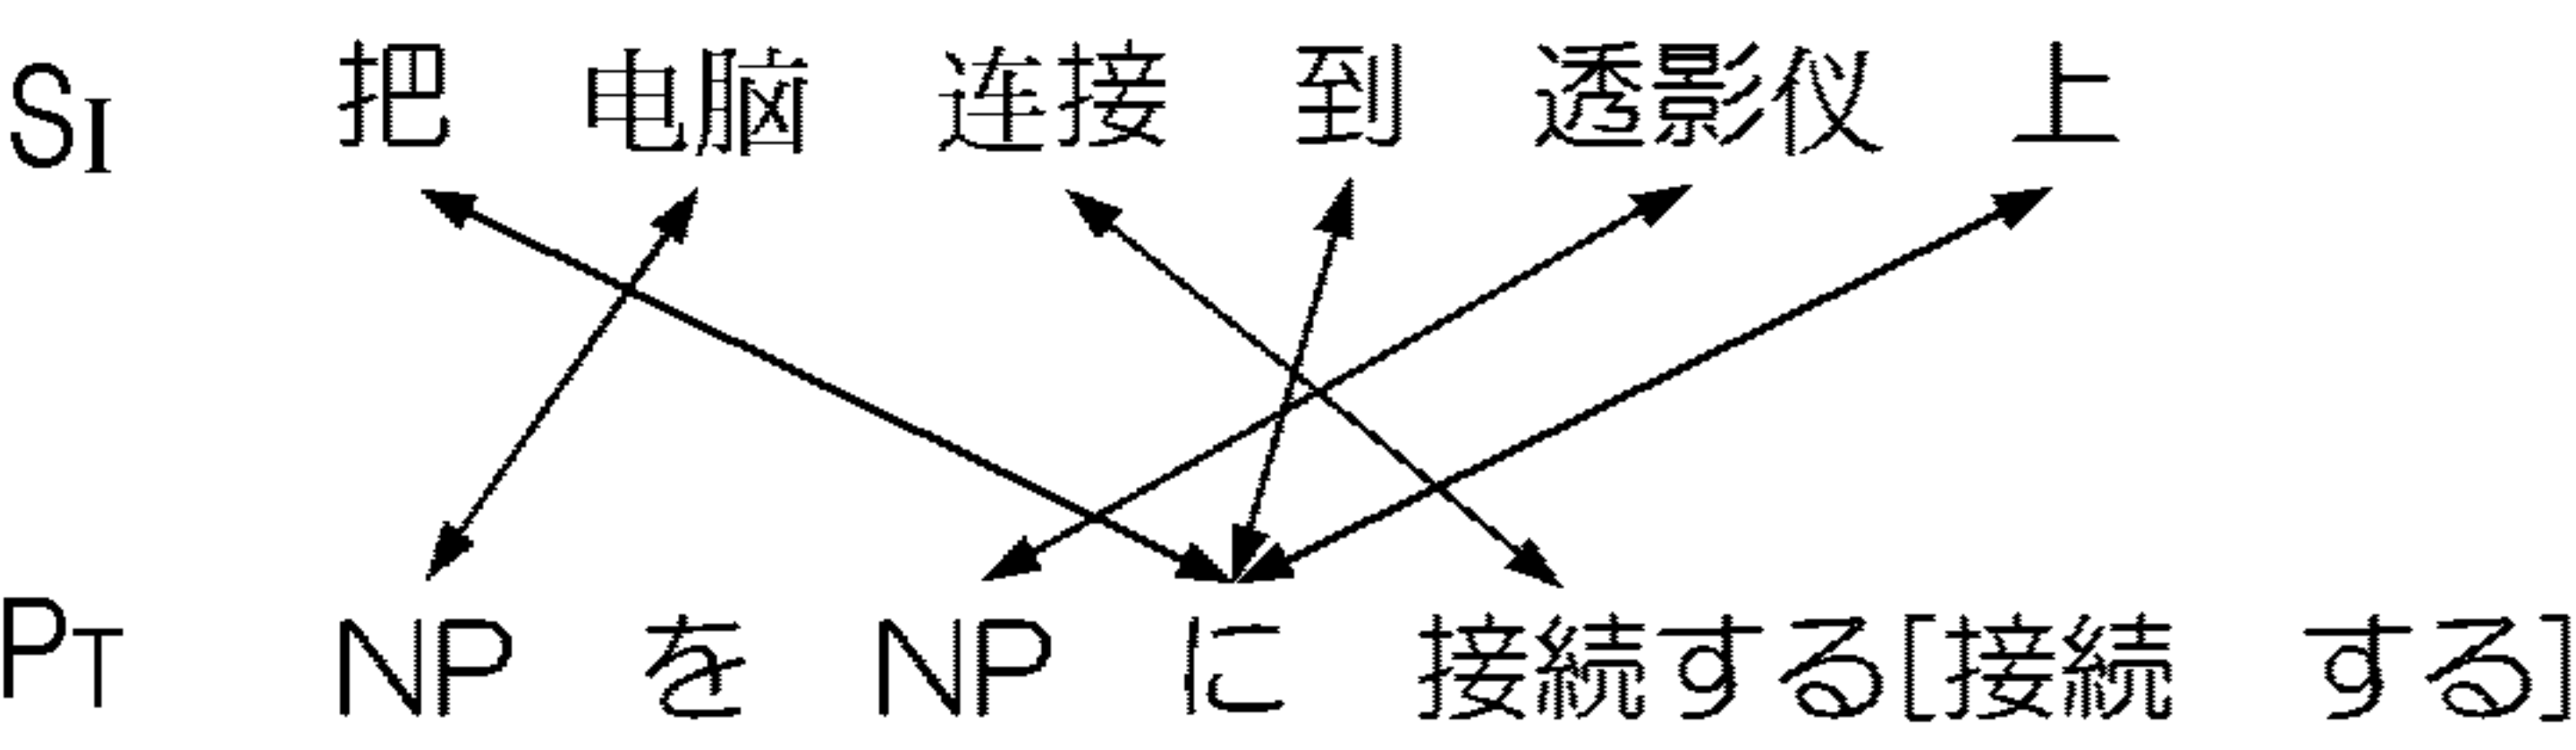 SI 把 电脑 连接 到 透影仪 上
PT NP を NP に 接続する[接続 する]